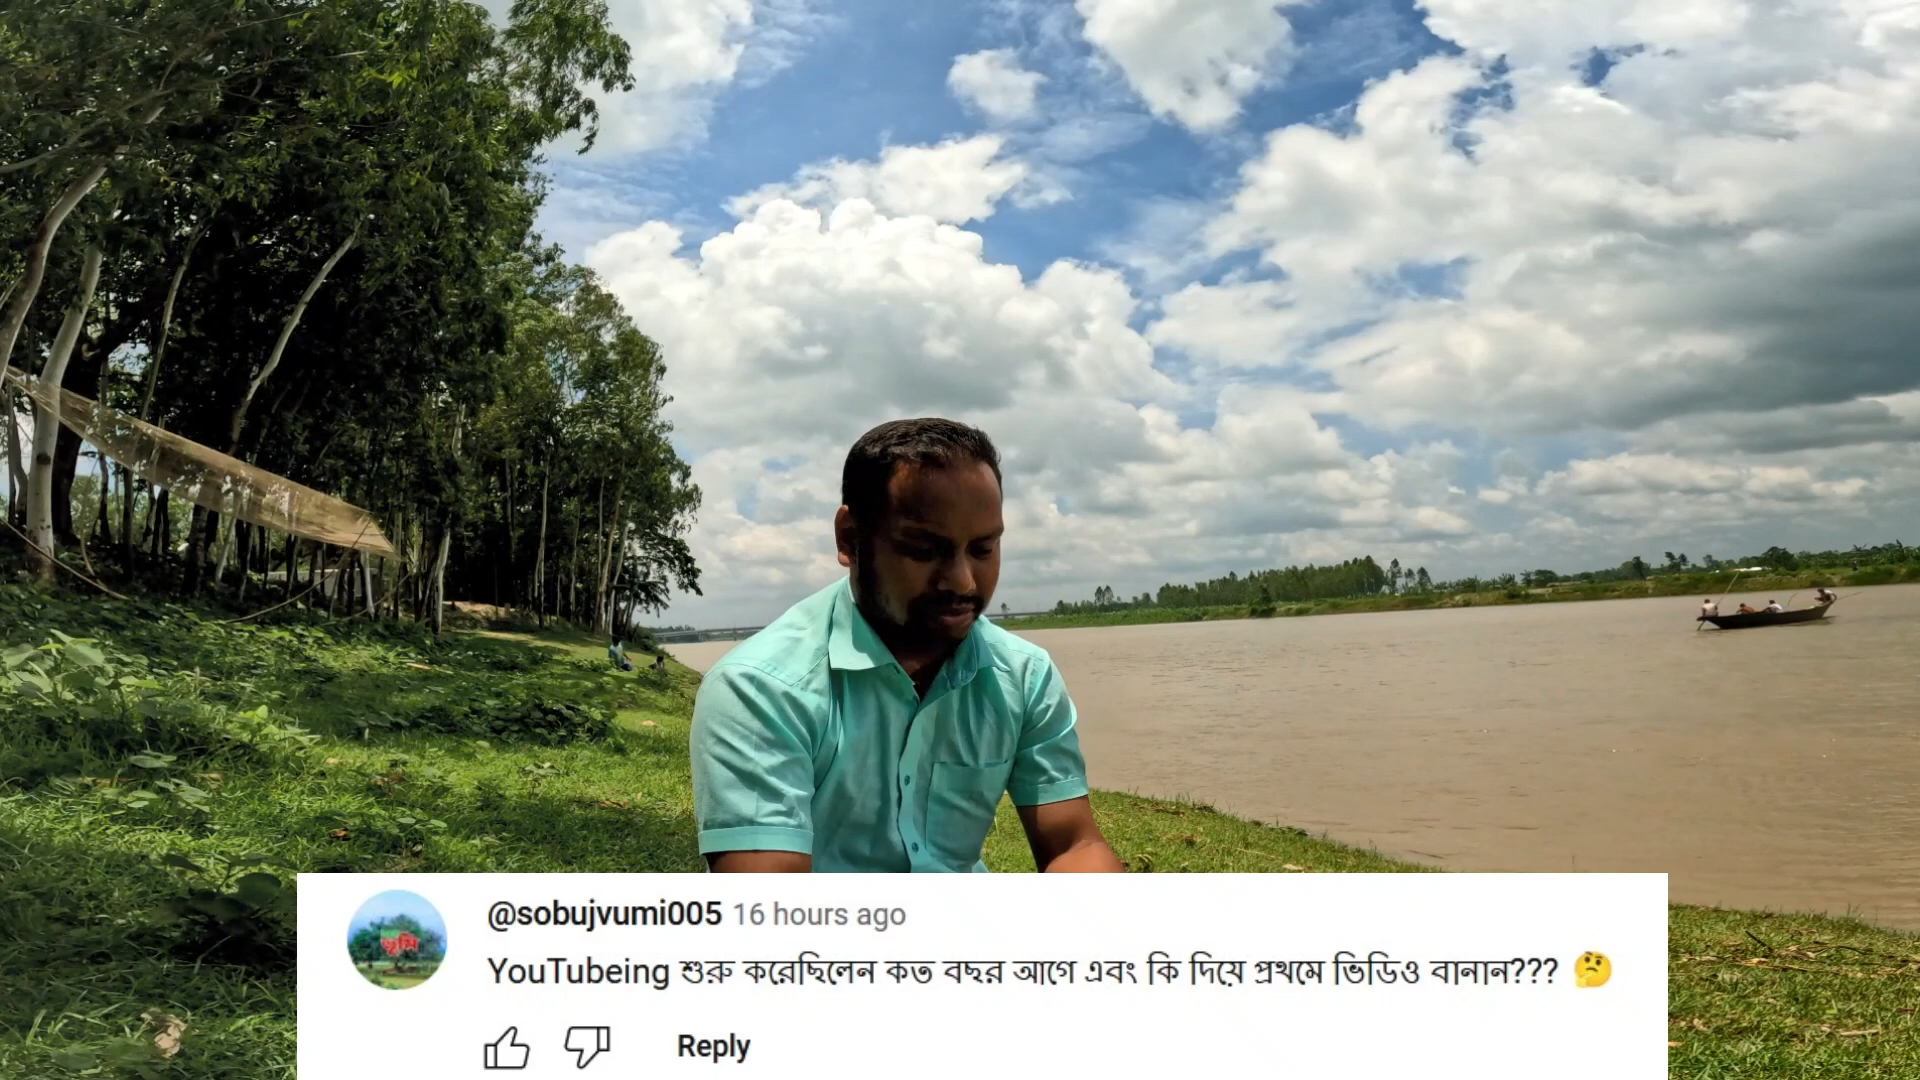 ভূমি
@sobujvumi005 16 hours ago
YouTubeing শুরু করেছিলেন কত বছর আগে এবং কি দিয়ে প্রথমে ভিডিও বানান??? 🤔
Reply